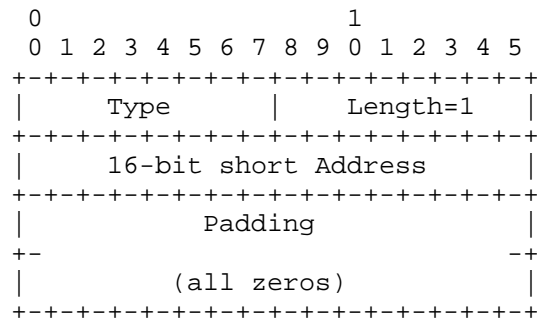 0                   1
 0 1 2 3 4 5 6 7 8 9 0 1 2 3 4 5
+-+-+-+-+-+-+-+-+-+-+-+-+-+-+-+-+
|     Type      |    Length=1   |
+-+-+-+-+-+-+-+-+-+-+-+-+-+-+-+-+
|     16-bit short Address      |
+-+-+-+-+-+-+-+-+-+-+-+-+-+-+-+-+
|           Padding             |
+-                             -+
|         (all zeros)           |
+-+-+-+-+-+-+-+-+-+-+-+-+-+-+-+-+